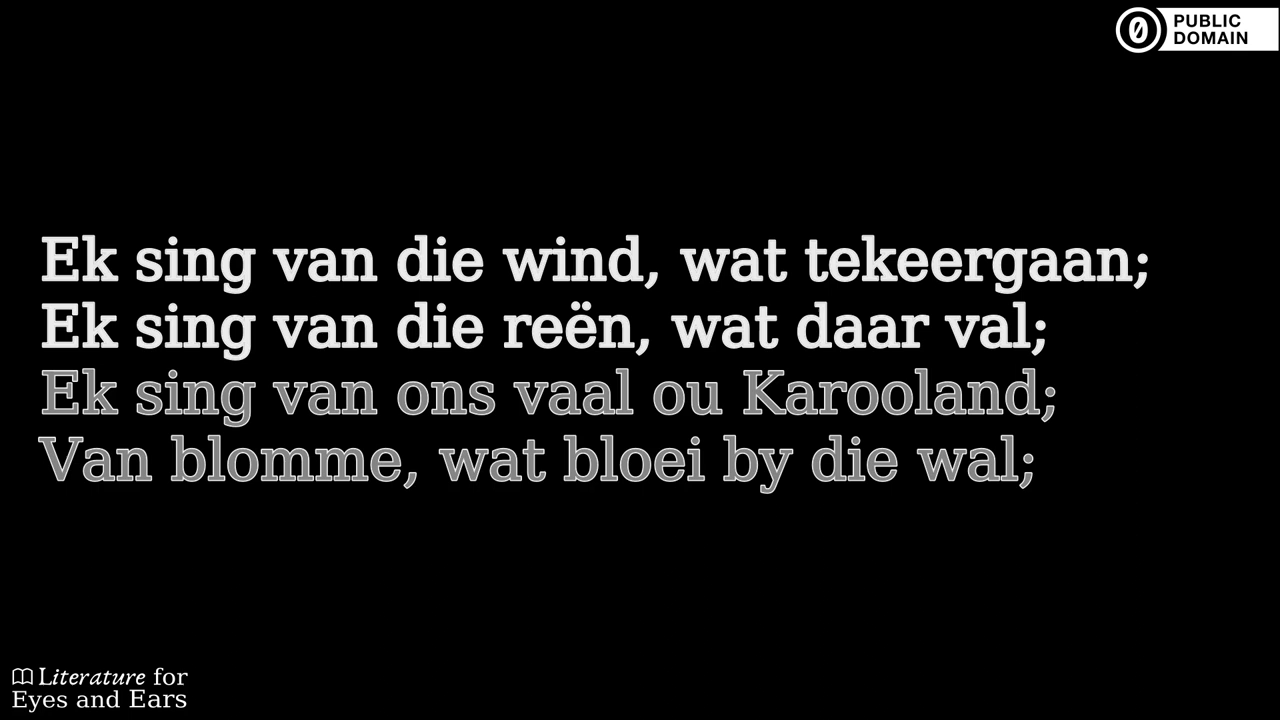 PUBLIC
DOMAIN
Ek sing van die wind, wat tekeergaan;
Ek sing van die reën, wat daar val;
Ek sing van ons vaal ou Karooland;
Van blomme, wat bloei by die wal;
Literature for
Eyes and Ears